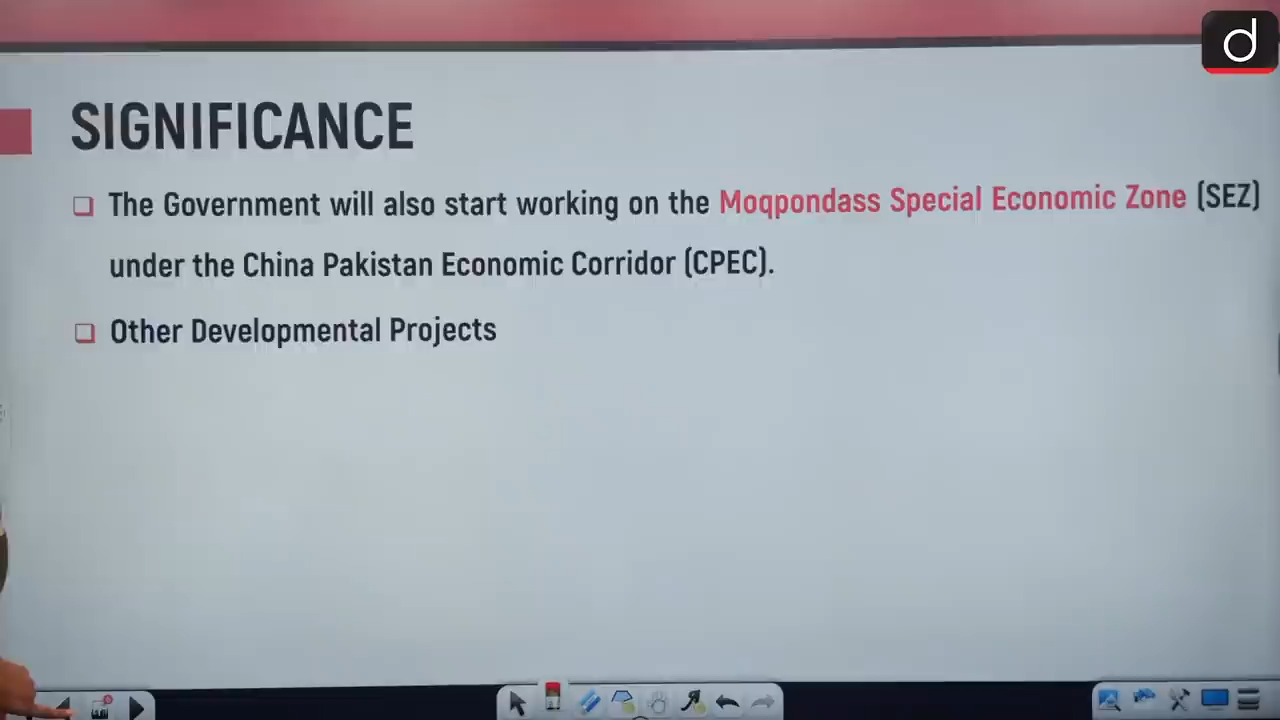 d
SIGNIFICANCE
❑ The Government will also start working on the Moqpondass Special Economic Zone (SEZ)
under the China Pakistan Economic Corridor (CPEC).
❑ Other Developmental Projects